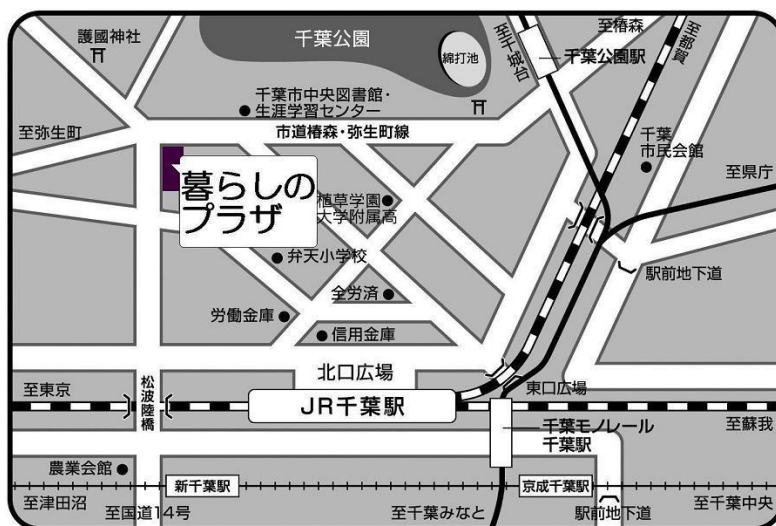 護國神社
千葉公園
綿打池
至千城台
千葉公園駅
至椿森
至都賀
千葉市中央図書館・
生涯学習センター
至弥生町
市道椿森・弥生町線
千葉
市民会館
至県庁
暮らしの
プラザ
植草学園
大学附属高
弁天小学校
駅前地下道
全労済
労働金庫
信用金庫
北口広場
松波陸橋
至東京
JR千葉駅
東口広場
至蘇我
千葉モノレール
千葉駅
農業会館
新千葉駅
京成千葉駅
至津田沼
至国道14号
至千葉みなと
駅前地下道
至千葉中央